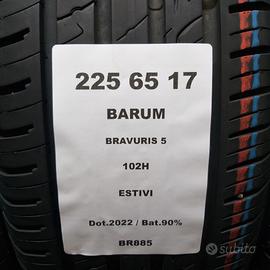 225 65 17
BARUM
BRAVURIS 5
102H
ESTIVI
Dot.2022 / Bat.90%
BR885
subito